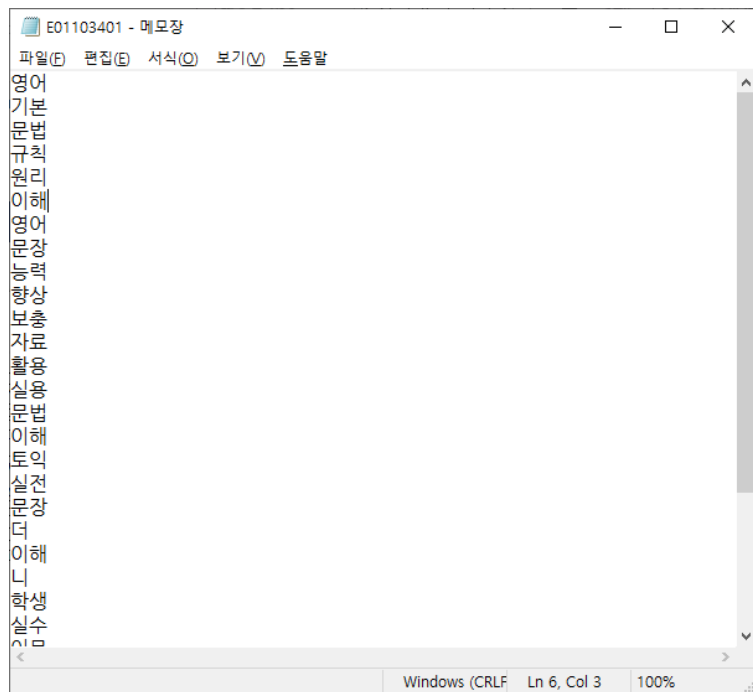 E01103401 - 메모장
파일(F) 편집(E) 서식(O) 보기(V) 도움말
영어
기본
문법
규칙
원리
이해
영어
문장
능력
향상
보충
자료
활용
실용
문법
이해
토익
실전
문장
더
이해
니
학생
실수
Windows (CRLF Ln 6, Col 3 100%